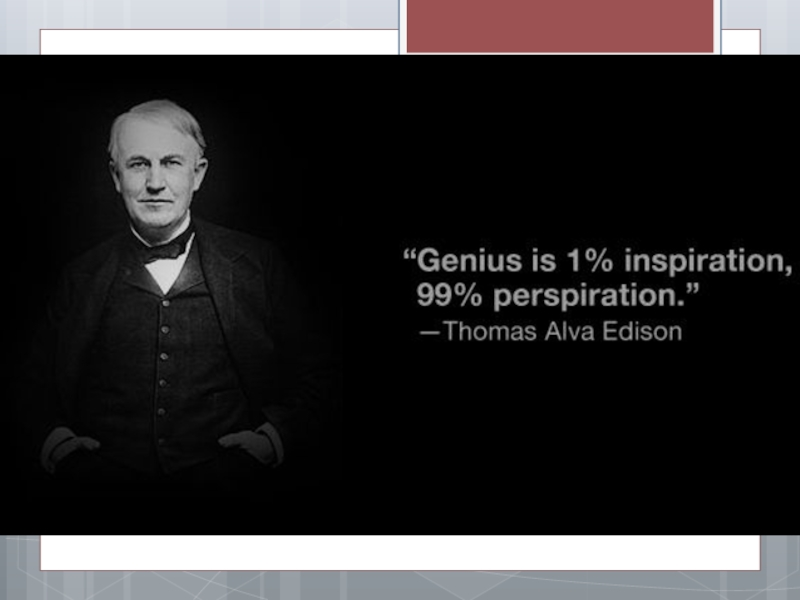 “Genius is 1% inspiration,
99% perspiration.”
—Thomas Alva Edison